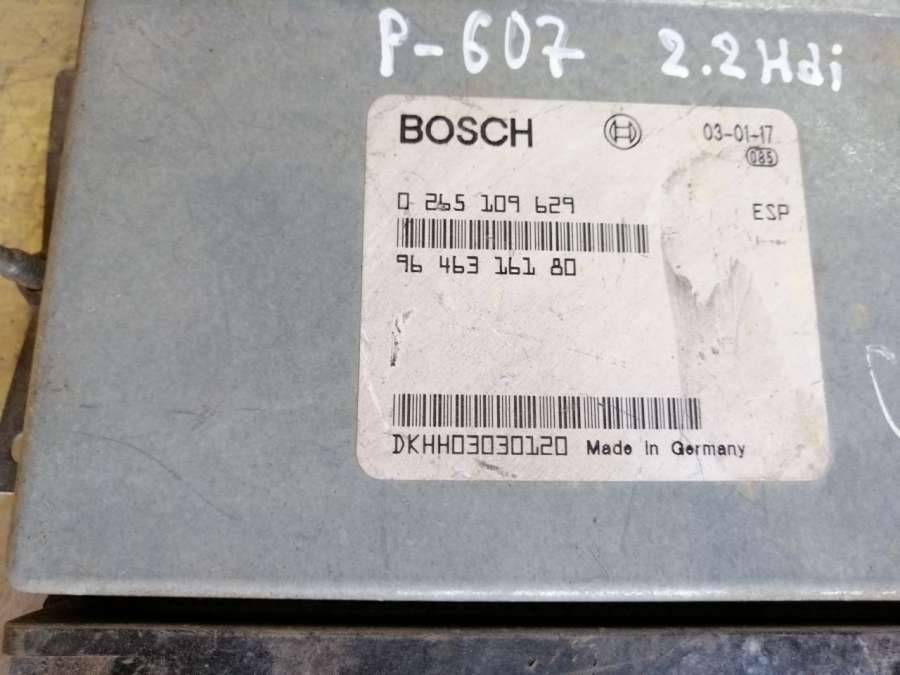 P-607 2.2Hdi
BOSCH 03-01-17
085
0 265 109 629
ESP
96 463 161 80
DKHH03030120 Made In Germany